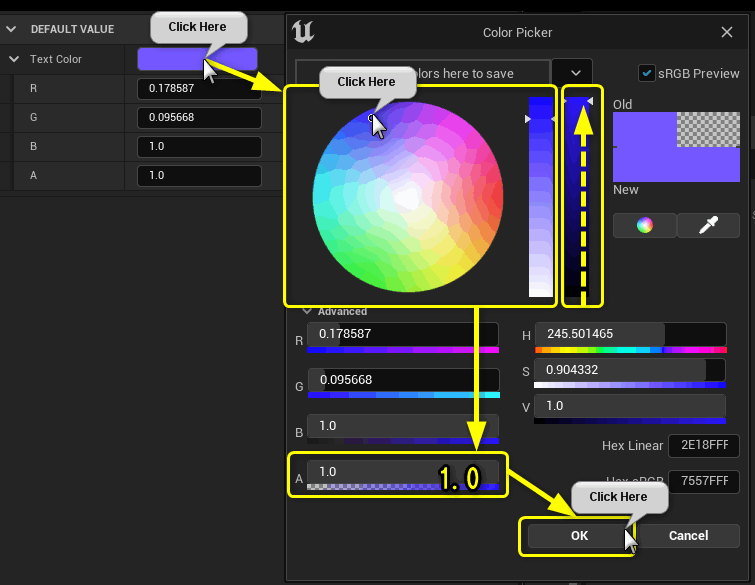 DEFAULT VALUE
Click Here
Text Color
R
0.178587
G
0.095668
B
1.0
A
1.0
Color Picker
olors here to save
sRGB Preview
Click Here
Old
New
Advanced
R
0.178587
G
0.095668
B
1.0
A
1.0
1.0
H
245.501465
S
0.904332
V
1.0
Hex Linear
2E18FFF
Hex sRGB
7557FFF
Click Here
OK
Cancel